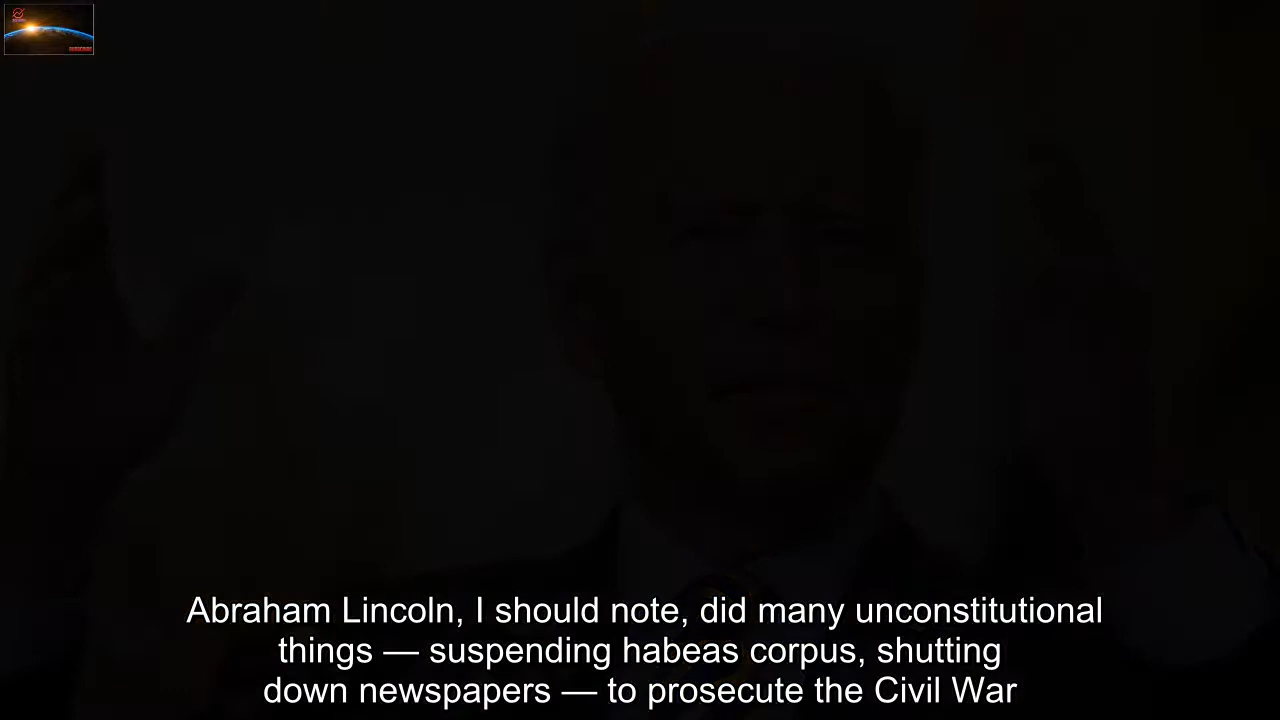 Abraham Lincoln, I should note, did many unconstitutional
things — suspending habeas corpus, shutting
down newspapers — to prosecute the Civil War